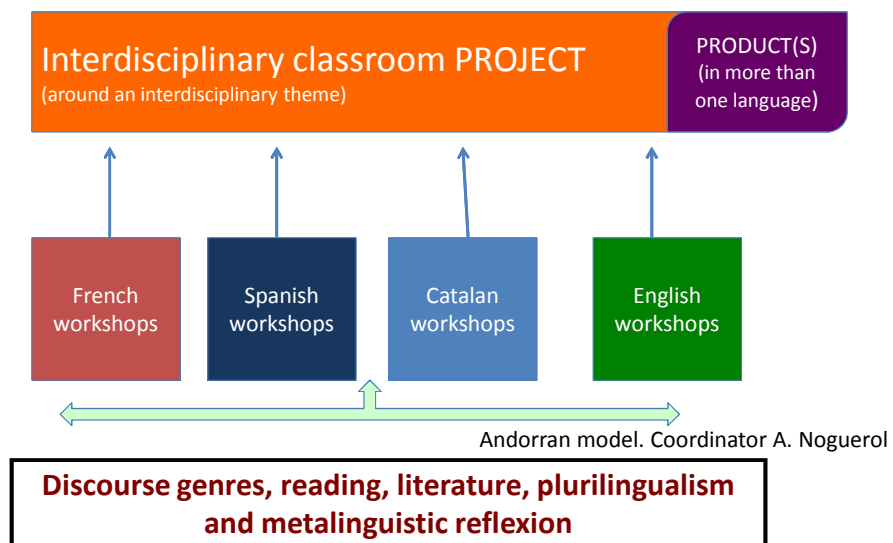 Interdisciplinary classroom PROJECT
(around an interdisciplinary theme)
PRODUCT(S)
(in more than
one language)
French
workshops
Spanish
workshops
Catalan
workshops
English
workshops
Andorran model. Coordinator A. Noguerol
Discourse genres, reading, literature, plurilingualism
and metalinguistic reflexion